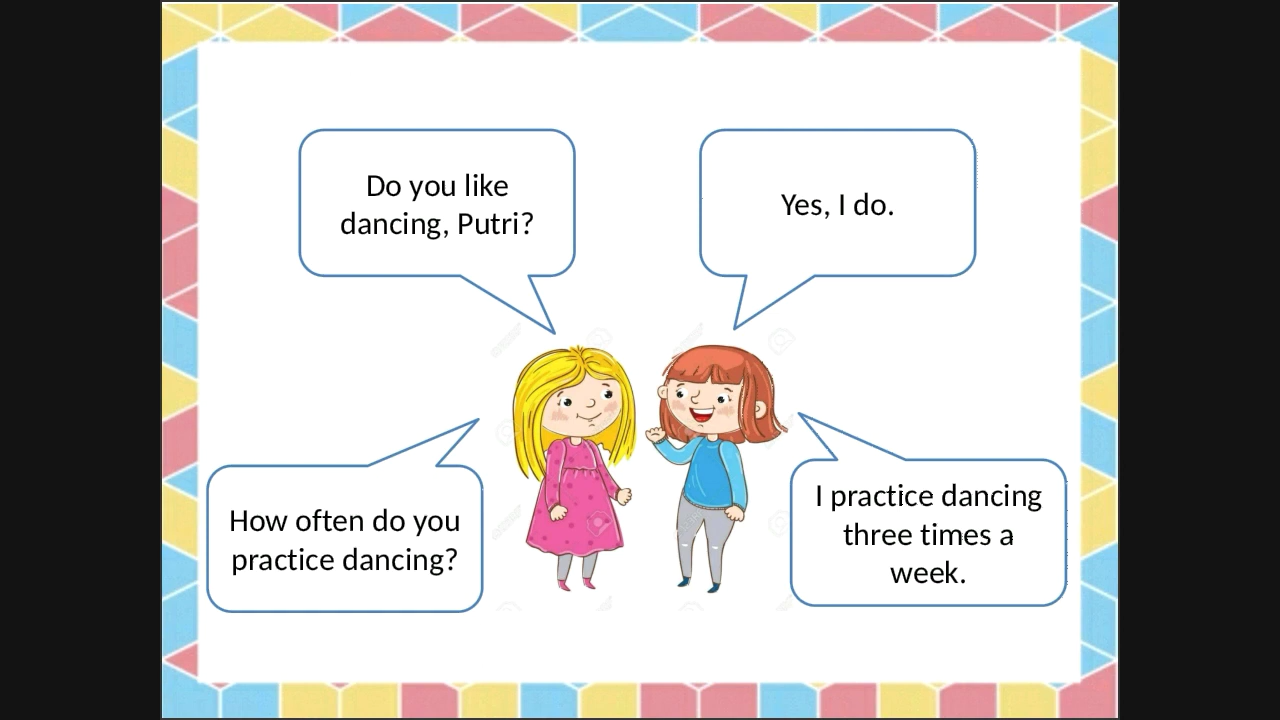 Do you like
dancing, Putri?
Yes, I do.
How often do you
practice dancing?
I practice dancing
three times a
week.